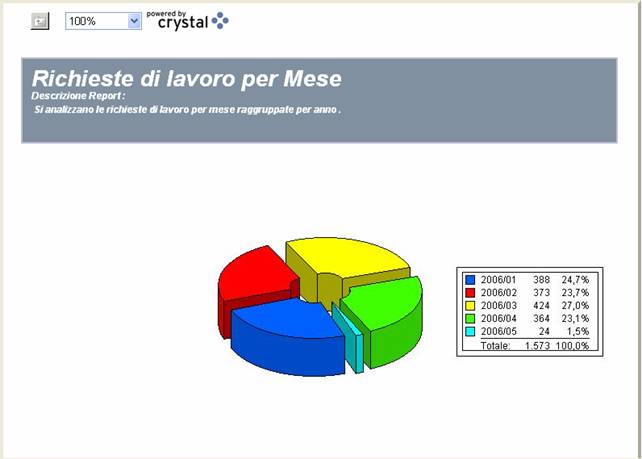 100%
powered by
crystal
Richieste di lavoro per Mese
Descrizione Report :
Si analizzano le richieste di lavoro per mese raggruppate per anno .
2006/01 388 24,7%
2006/02 373 23,7%
2006/03 424 27,0%
2006/04 364 23,1%
2006/05 24 1,5%
Totale: 1.573 100,0%